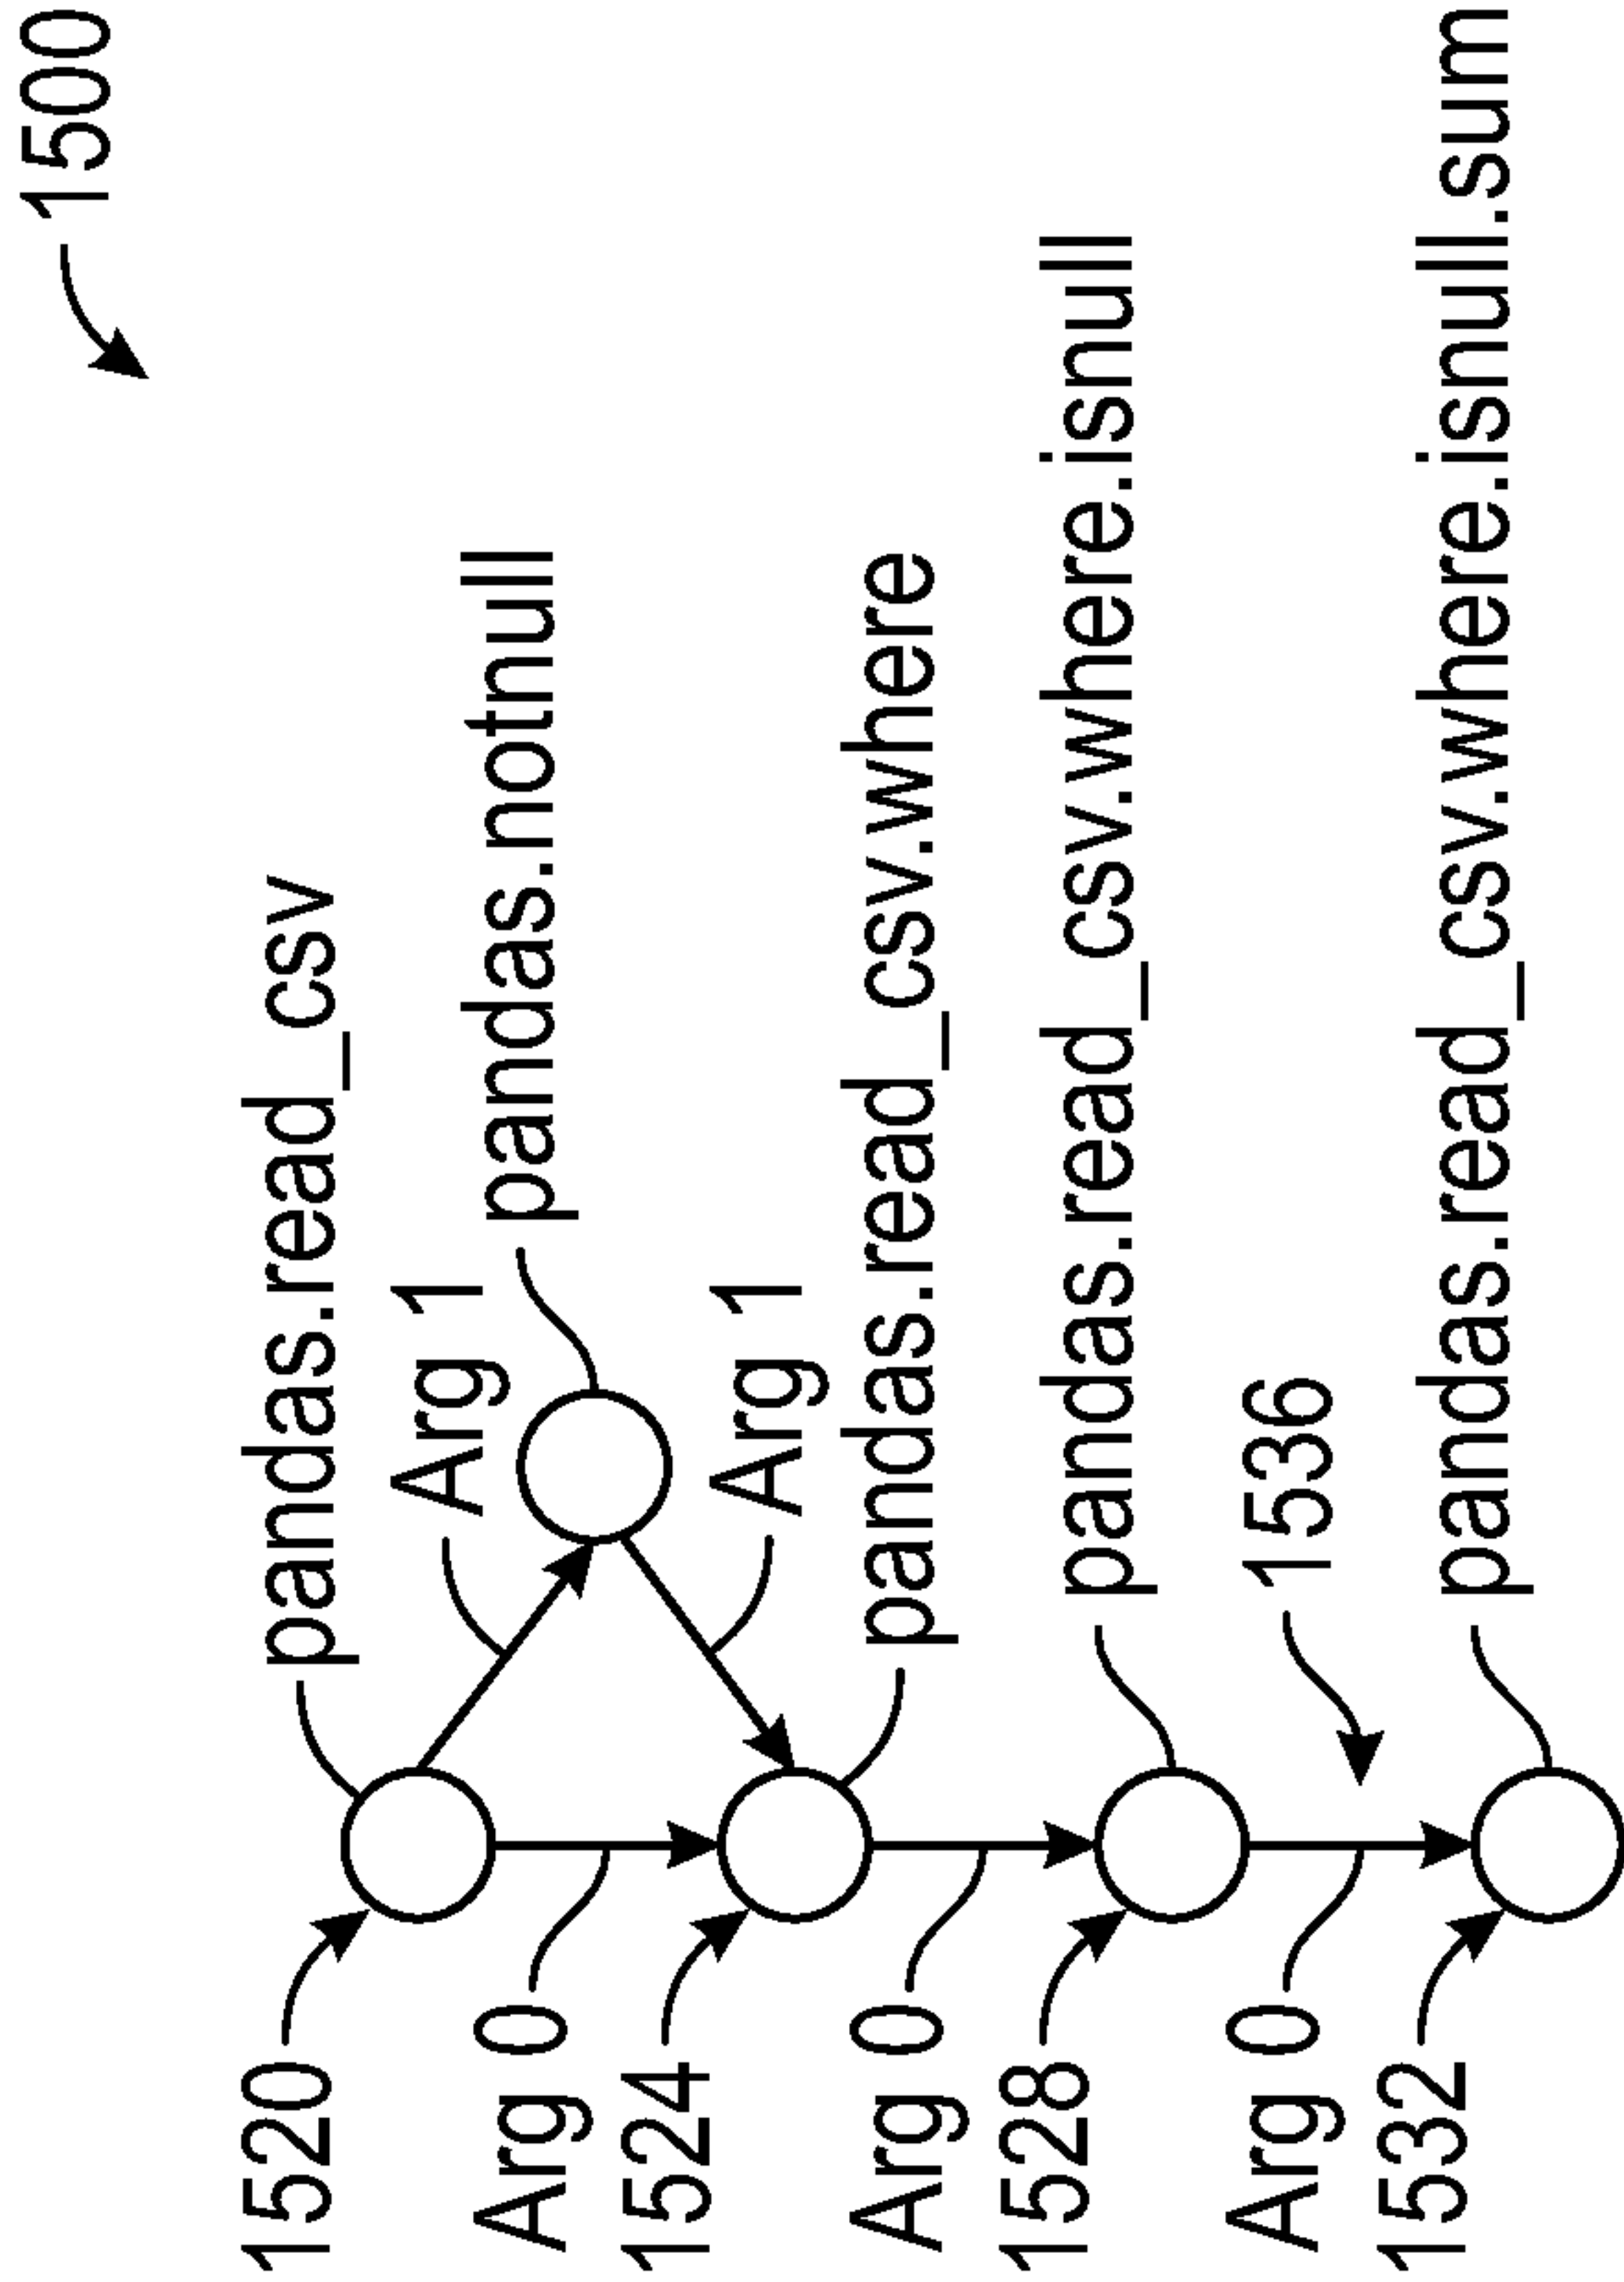 1500
1520
pandas.read_csv
Arg 1
pandas.notnull
Arg 0
1524
Arg 1
pandas.read_csv.where
Arg 0
1528
pandas.read_csv.where.isnull
Arg 0
1536
1532
pandas.read_csv.where.isnull.sum